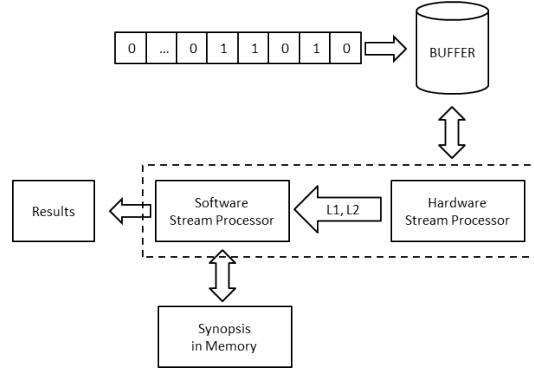 0 ... 0 1 1 0 1 0
BUFFER
Results
Software
Stream Processor
L1, L2
Hardware
Stream Processor
Synopsis
in Memory